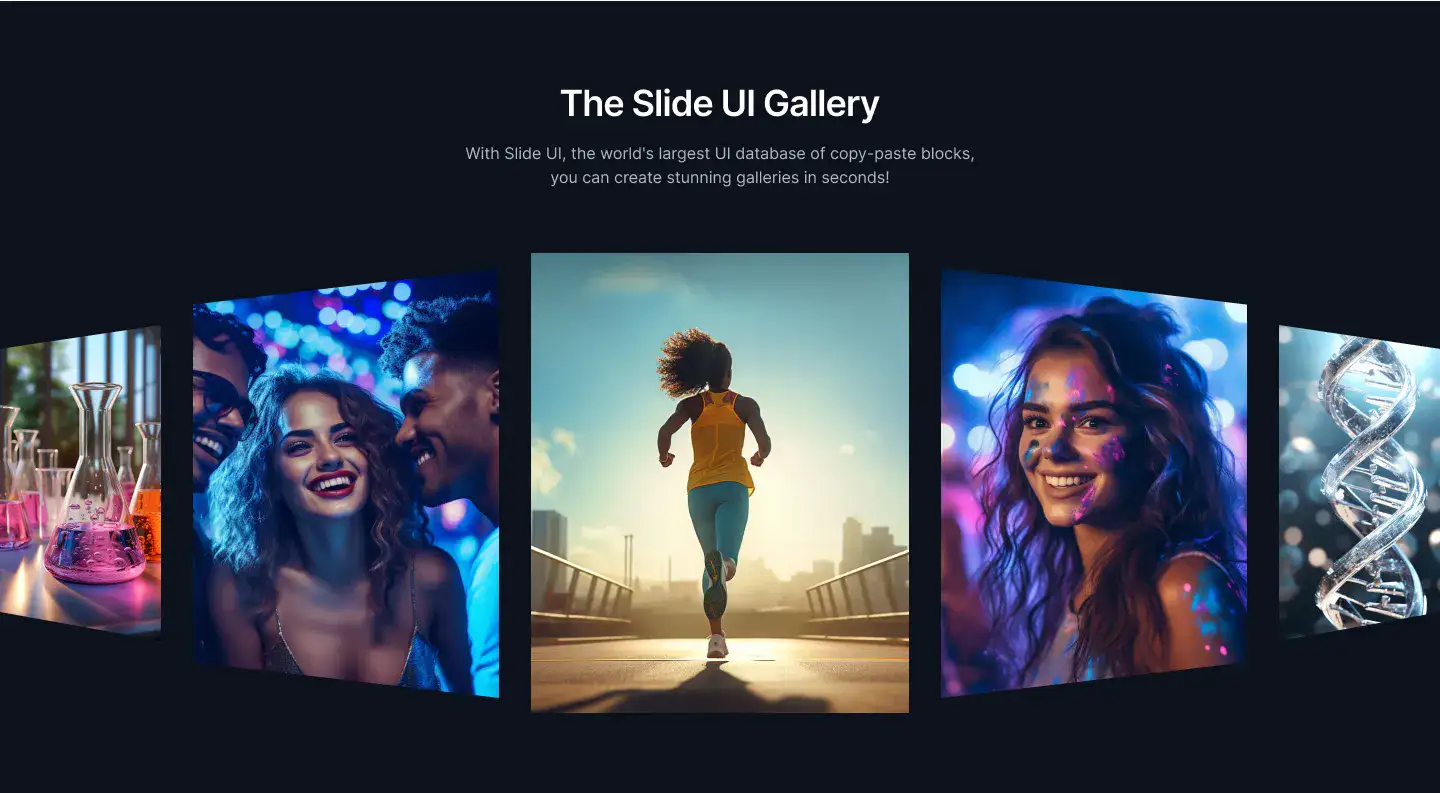 The Slide UI Gallery
With Slide UI, the world's largest UI database of copy-paste blocks,
you can create stunning galleries in seconds!